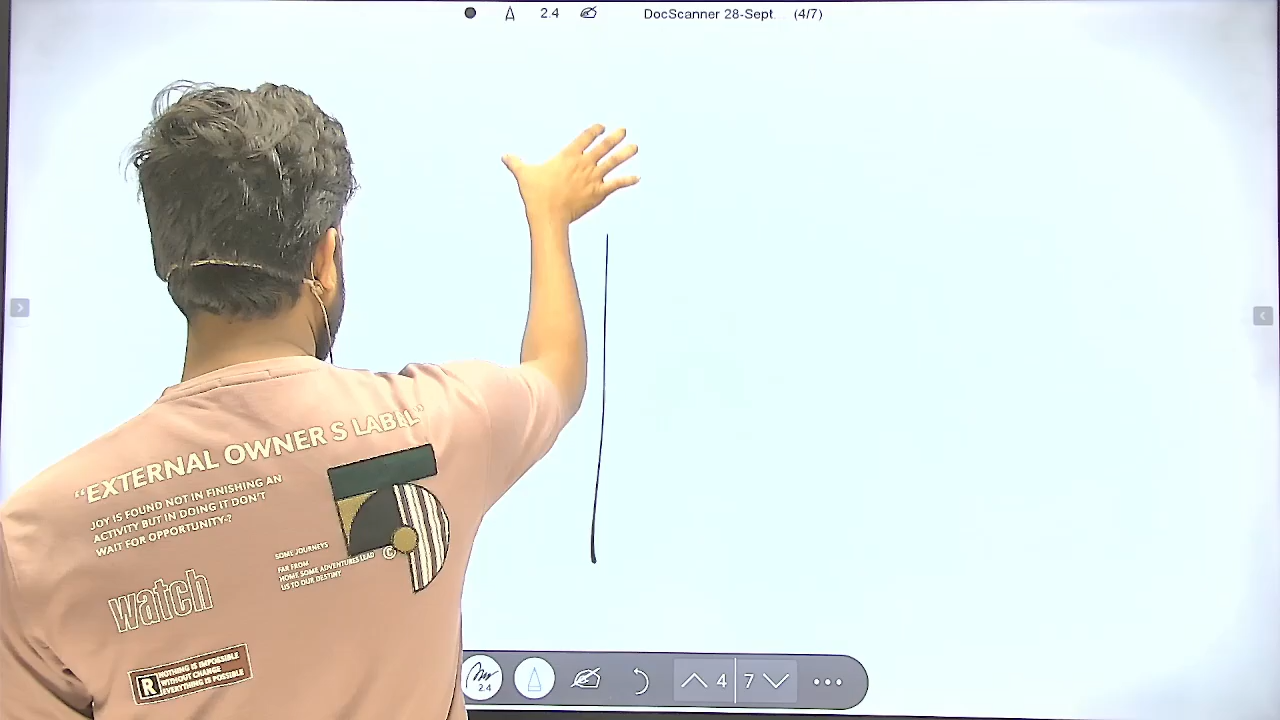 2.4 DocScanner 28-Sept... (4/7)
“EXTERNAL OWNER S LABEL”
JOY IS FOUND NOT IN FINISHING AN
ACTIVITY BUT IN DOING IT DON'T
WAIT FOR OPPORTUNITY-?
SOME JOURNEYS
FAR FROM
HOME SOME ADVENTURES LEAD
US TO OUR DESTINY
©
watch
R
NOTHING IS IMPOSSIBLE
WITHOUT CHANGE
EVERYTHING IS POSSIBLE
2.4
4 7